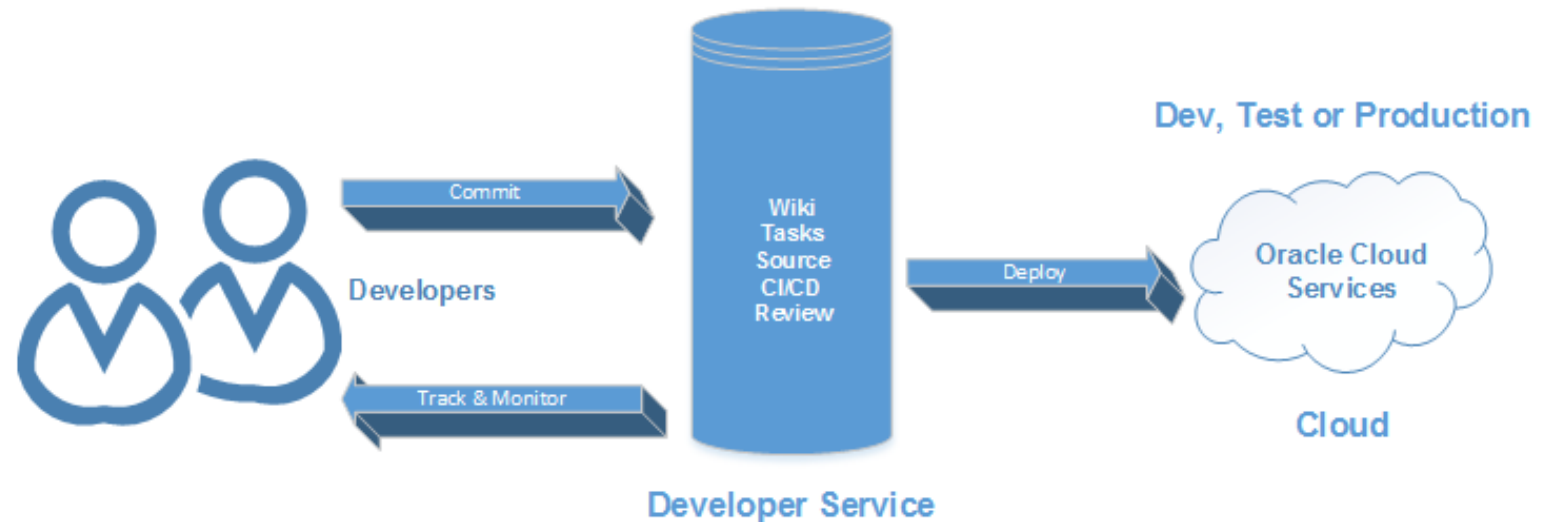 Dev, Test or Production
Commit
Developers
Track & Monitor
Wiki
Tasks
Source
CI/CD
Review
Deploy
Oracle Cloud
Services
Cloud
Developer Service